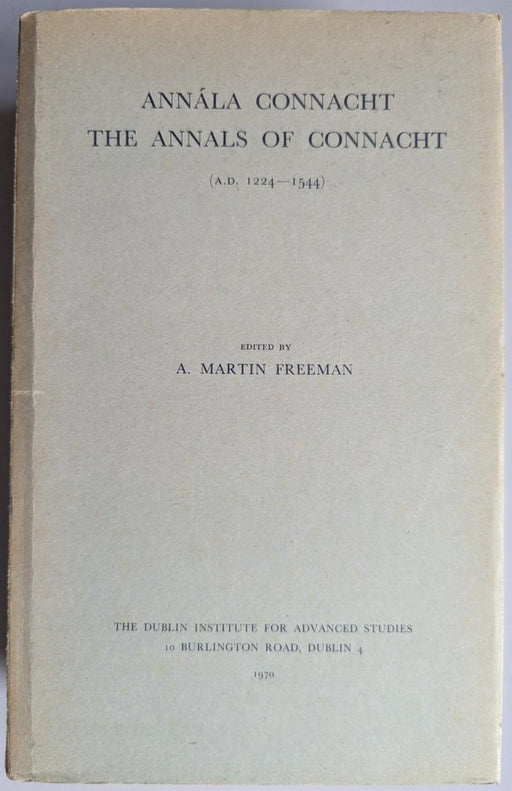 ANNÁLA CONNACHT
THE ANNALS OF CONNACHT
(A.D. 1224—1544)
EDITED BY
A. MARTIN FREEMAN
THE DUBLIN INSTITUTE FOR ADVANCED STUDIES
10 BURLINGTON ROAD, DUBLIN 4
1970